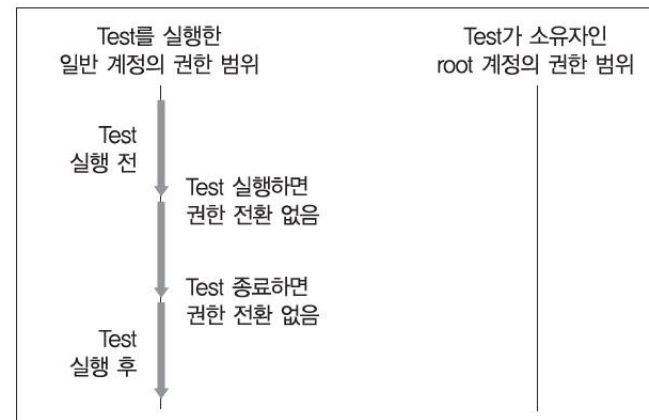 Test를 실행한
일반 계정의 권한 범위
Test가 소유자인
root 계정의 권한 범위
Test
실행 전
Test 실행하면
권한 전환 없음
Test 종료하면
권한 전환 없음
Test
실행 후